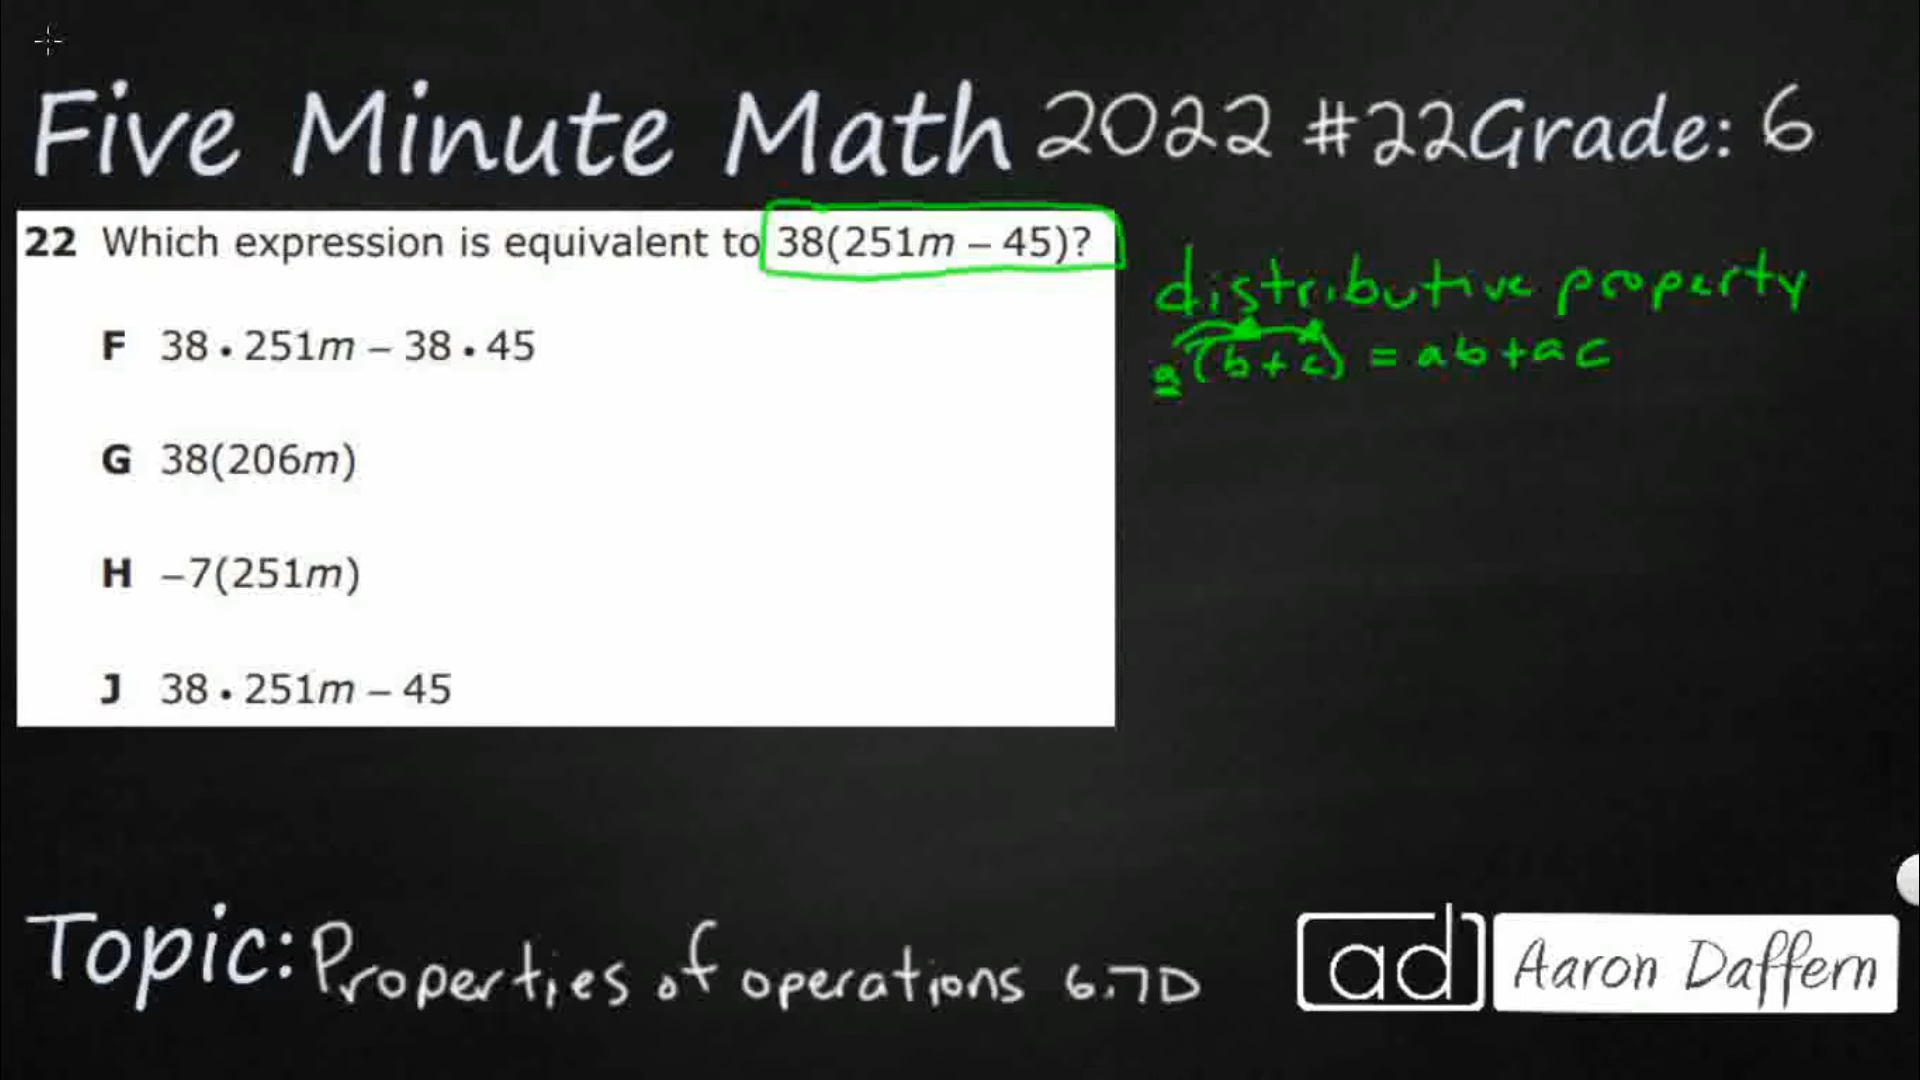 Five Minute Math 2022 #22 Grade: 6
22 Which expression is equivalent to 38(251m – 45)?
F 38 • 251m – 38 • 45
G 38(206m)
H –7(251m)
J 38 • 251m – 45
distributive property
a(b+c) = ab+ac
Topic: Properties of operations 6.7D
ad Aaron Daffern